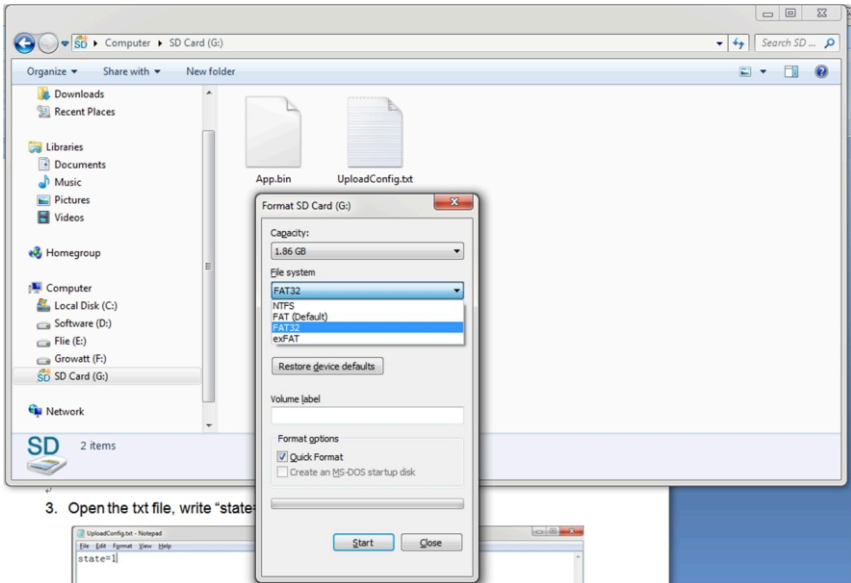 SD Computer SD Card (G:) Search SD ...
Organize Share with New folder
Downloads
Recent Places
Libraries
Documents
Music
Pictures
Videos
Homegroup
Computer
Local Disk (C:)
Software (D:)
Flie (E:)
Growatt (F:)
SD SD Card (G:)
Network
App.bin UploadConfig.txt
Format SD Card (G:)
Capacity:
1.86 GB
File system
FAT32
NTFS
FAT (Default)
FAT32
exFAT
Restore device defaults
Volume label
Format options
Quick Format
Create an MS-DOS startup disk
Start Close
SD 2 items
3. Open the txt file, write “state=
UploadConfig.txt - Notepad
File Edit Format View Help
state=1